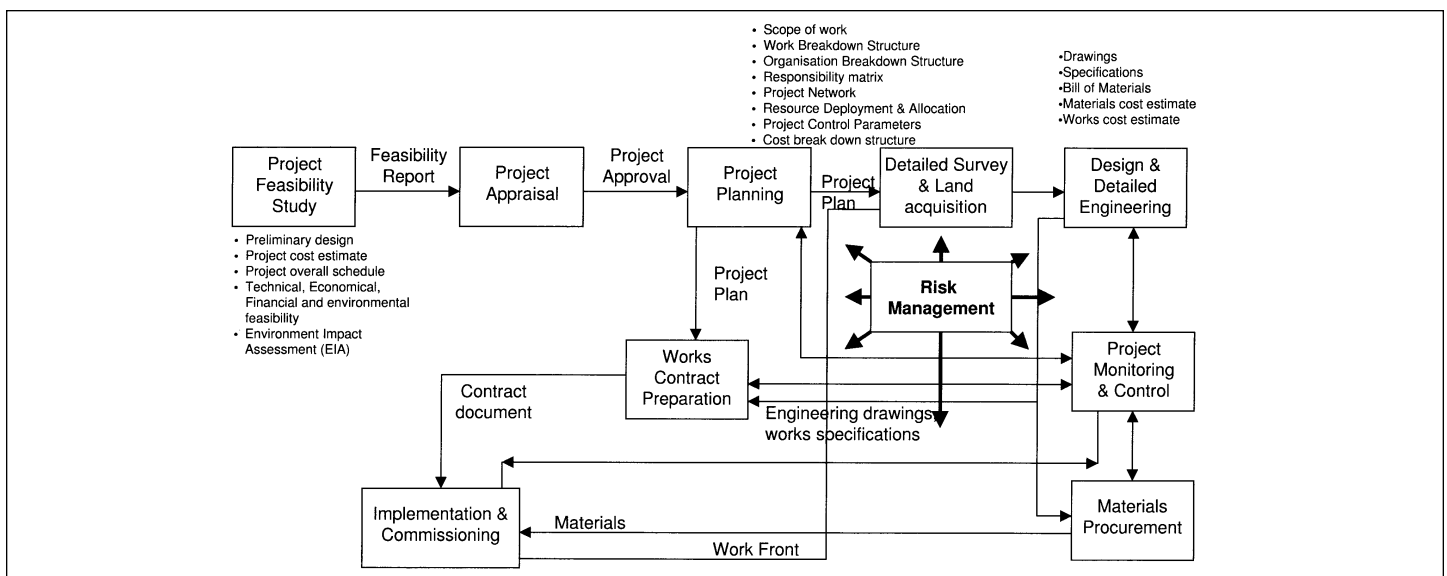 • Scope of work
• Work Breakdown Structure
• Organisation Breakdown Structure
• Responsibility matrix
• Project Network
• Resource Deployment & Allocation
• Project Control Parameters
• Cost break down structure
•Drawings
•Specifications
•Bill of Materials
•Materials cost estimate
•Works cost estimate
Project
Feasibility
Study
Feasibility
Report
Project
Appraisal
Project
Approval
Project
Planning
Project
Plan
Detailed Survey
& Land
acquisition
Design &
Detailed
Engineering
• Preliminary design
• Project cost estimate
• Project overall schedule
• Technical, Economical,
Financial and environmental
feasibility
• Environment Impact
Assessment (EIA)
Project
Plan
Risk
Management
Works
Contract
Preparation
Project
Monitoring
& Control
Contract
document
Engineering drawings,
works specifications
Implementation &
Commissioning
Materials
Work Front
Materials
Procurement